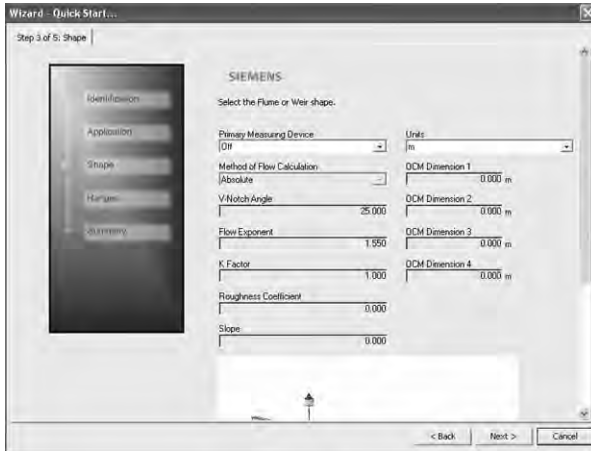 Wizard - Quick Start...
Step 3 of 5: Shape
Identification
Application
Shape
Ranges
Summary
SIEMENS
Select the Flume or Weir shape.
Primary Measuring Device
Off
Method of Flow Calculation
Absolute
V-Notch Angle
25.000
Flow Exponent
1.550
K Factor
1.000
Roughness Coefficient
0.000
Slope
0.000
Units
m
OCM Dimension 1
0.000 m
OCM Dimension 2
0.000 m
OCM Dimension 3
0.000 m
OCM Dimension 4
0.000 m
< Back
Next >
Cancel